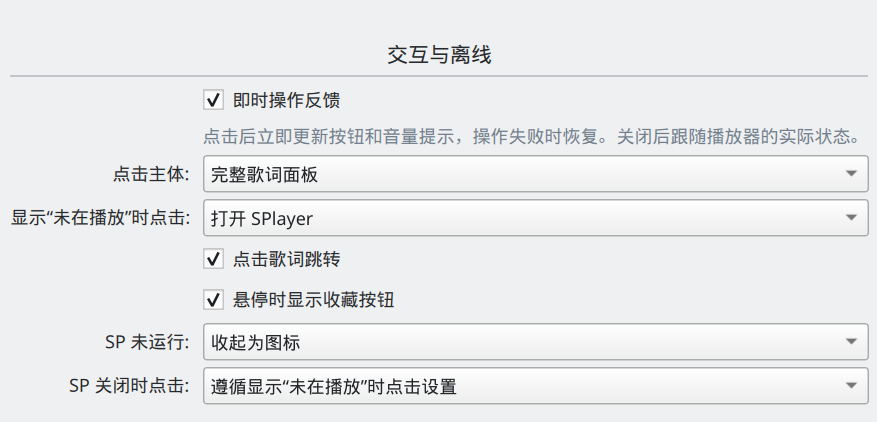 交互与离线
即时操作反馈
点击后立即更新按钮和音量提示，操作失败时恢复。关闭后跟随播放器的实际状态。
点击主体: 完整歌词面板
显示“未在播放”时点击: 打开 SPlayer
点击歌词跳转
悬停时显示收藏按钮
SP 未运行: 收起为图标
SP 关闭时点击: 遵循显示“未在播放”时点击设置